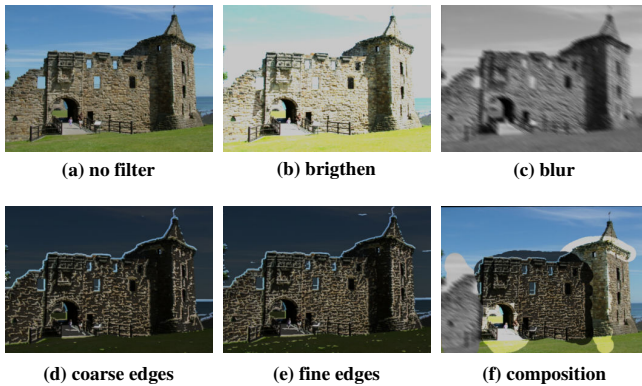 (a) no filter
(b) brigthen
(c) blur
(d) coarse edges
(e) fine edges
(f) composition